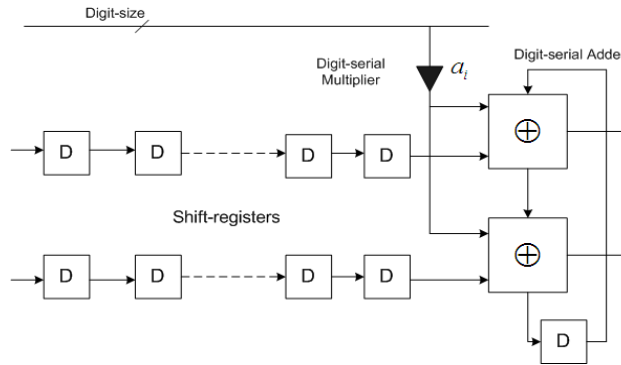 Digit-size
Digit-serial Adde
Digit-serial
Multiplier
a_i
D
D
D
D
Shift-registers
D
D
D
D
D